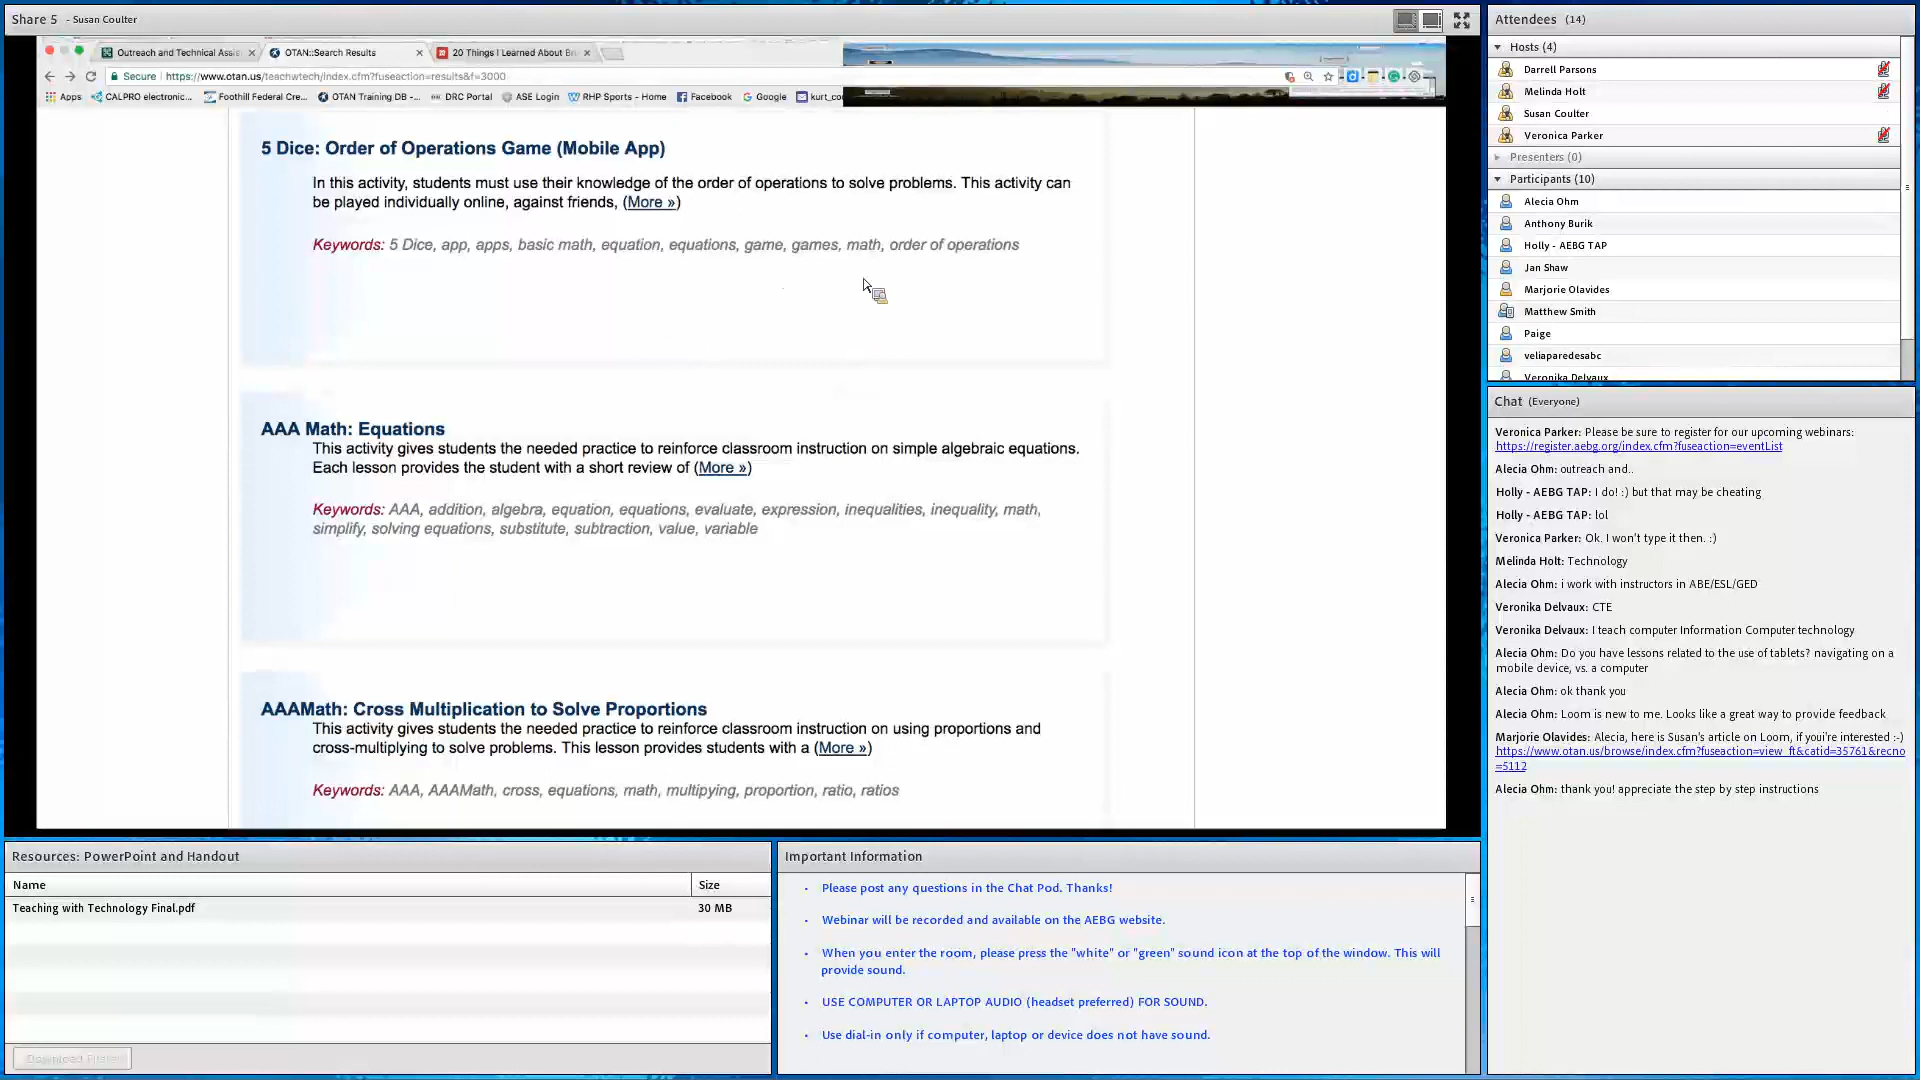 Share 5 - Susan Coulter
Outreach and Technical Assis
OTAN::Search Results
20 Things I Learned About Br
Secure | https://www.otan.us/teachwtech/index.cfm?fuseaction=results&f=3000
Apps
CALPRO electronic...
Foothill Federal Cre...
OTAN Training DB -...
DRC Portal
ASE Login
RHP Sports - Home
Facebook
Google
kurt_co
5 Dice: Order of Operations Game (Mobile App)
In this activity, students must use their knowledge of the order of operations to solve problems. This activity can
be played individually online, against friends, (More »)
Keywords: 5 Dice, app, apps, basic math, equation, equations, game, games, math, order of operations
AAA Math: Equations
This activity gives students the needed practice to reinforce classroom instruction on simple algebraic equations.
Each lesson provides the student with a short review of (More »)
Keywords: AAA, addition, algebra, equation, equations, evaluate, expression, inequalities, inequality, math,
simplify, solving equations, substitute, subtraction, value, variable
AAAMath: Cross Multiplication to Solve Proportions
This activity gives students the needed practice to reinforce classroom instruction on using proportions and
cross-multiplying to solve problems. This lesson provides students with a (More »)
Keywords: AAA, AAAMath, cross, equations, math, multipying, proportion, ratio, ratios
Attendees (14)
Hosts (4)
Darrell Parsons
Melinda Holt
Susan Coulter
Veronica Parker
Presenters (0)
Participants (10)
Alecia Ohm
Anthony Burik
Holly - AEBG TAP
Jan Shaw
Marjorie Olavides
Matthew Smith
Paige
veliaparedesabc
Veronika Delvaux
Chat (Everyone)
Veronica Parker: Please be sure to register for our upcoming webinars:
https://register.aebg.org/index.cfm?fuseaction=eventList
Alecia Ohm: outreach and..
Holly - AEBG TAP: I do! :) but that may be cheating
Holly - AEBG TAP: lol
Veronica Parker: Ok. I won't type it then. :)
Melinda Holt: Technology
Alecia Ohm: i work with instructors in ABE/ESL/GED
Veronika Delvaux: CTE
Veronika Delvaux: I teach computer Information Computer technology
Alecia Ohm: Do you have lessons related to the use of tablets? navigating on a
mobile device, vs. a computer
Alecia Ohm: ok thank you
Alecia Ohm: Loom is new to me. Looks like a great way to provide feedback
Marjorie Olavides: Alecia, here is Susan's article on Loom, if youi're interested :-)
https://www.otan.us/browse/index.cfm?fuseaction=view_ft&catid=35761&recno
=5112
Alecia Ohm: thank you! appreciate the step by step instructions
Resources: PowerPoint and Handout
Name Size
Teaching with Technology Final.pdf 30 MB
Download File(s)
Important Information
• Please post any questions in the Chat Pod. Thanks!
• Webinar will be recorded and available on the AEBG website.
• When you enter the room, please press the "white" or "green" sound icon at the top of the window. This will
provide sound.
• USE COMPUTER OR LAPTOP AUDIO (headset preferred) FOR SOUND.
• Use dial-in only if computer, laptop or device does not have sound.